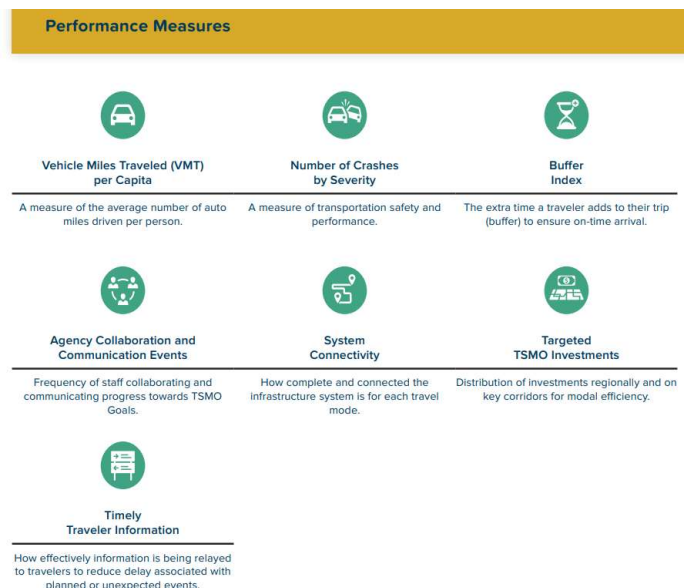 Performance Measures
Vehicle Miles Traveled (VMT)
per Capita
A measure of the average number of auto
miles driven per person.
Number of Crashes
by Severity
A measure of transportation safety and
performance.
Buffer
Index
The extra time a traveler adds to their trip
(buffer) to ensure on-time arrival.
Agency Collaboration and
Communication Events
Frequency of staff collaborating and
communicating progress towards TSMO
Goals.
System
Connectivity
How complete and connected the
infrastructure system is for each travel
mode.
Targeted
TSMO Investments
Distribution of investments regionally and on
key corridors for modal efficiency.
Timely
Traveler Information
How effectively information is being relayed
to travelers to reduce delay associated with
planned or unexpected events.